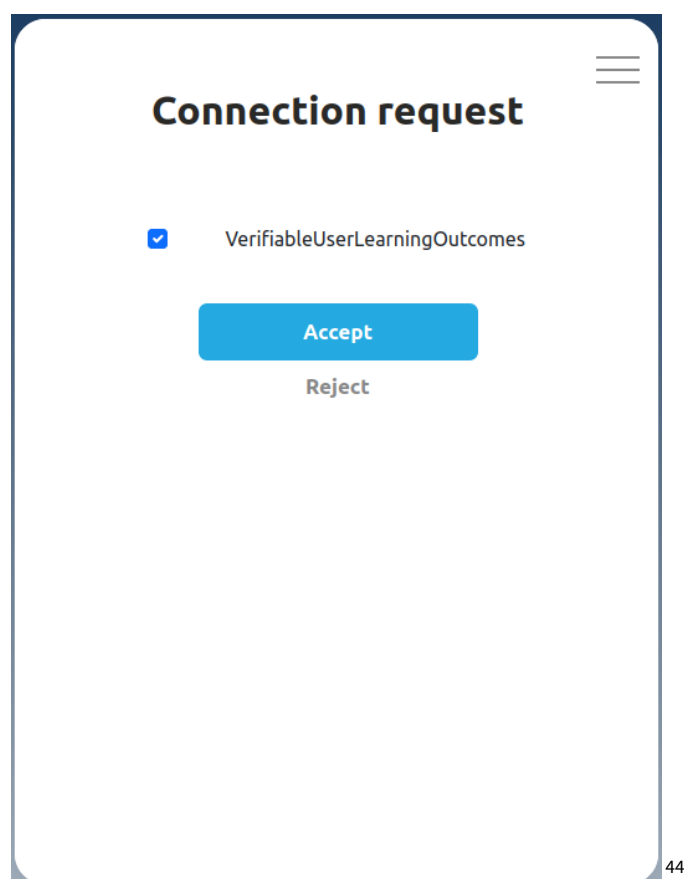 Connection request
VerifiableUserLearningOutcomes
Accept
Reject
44